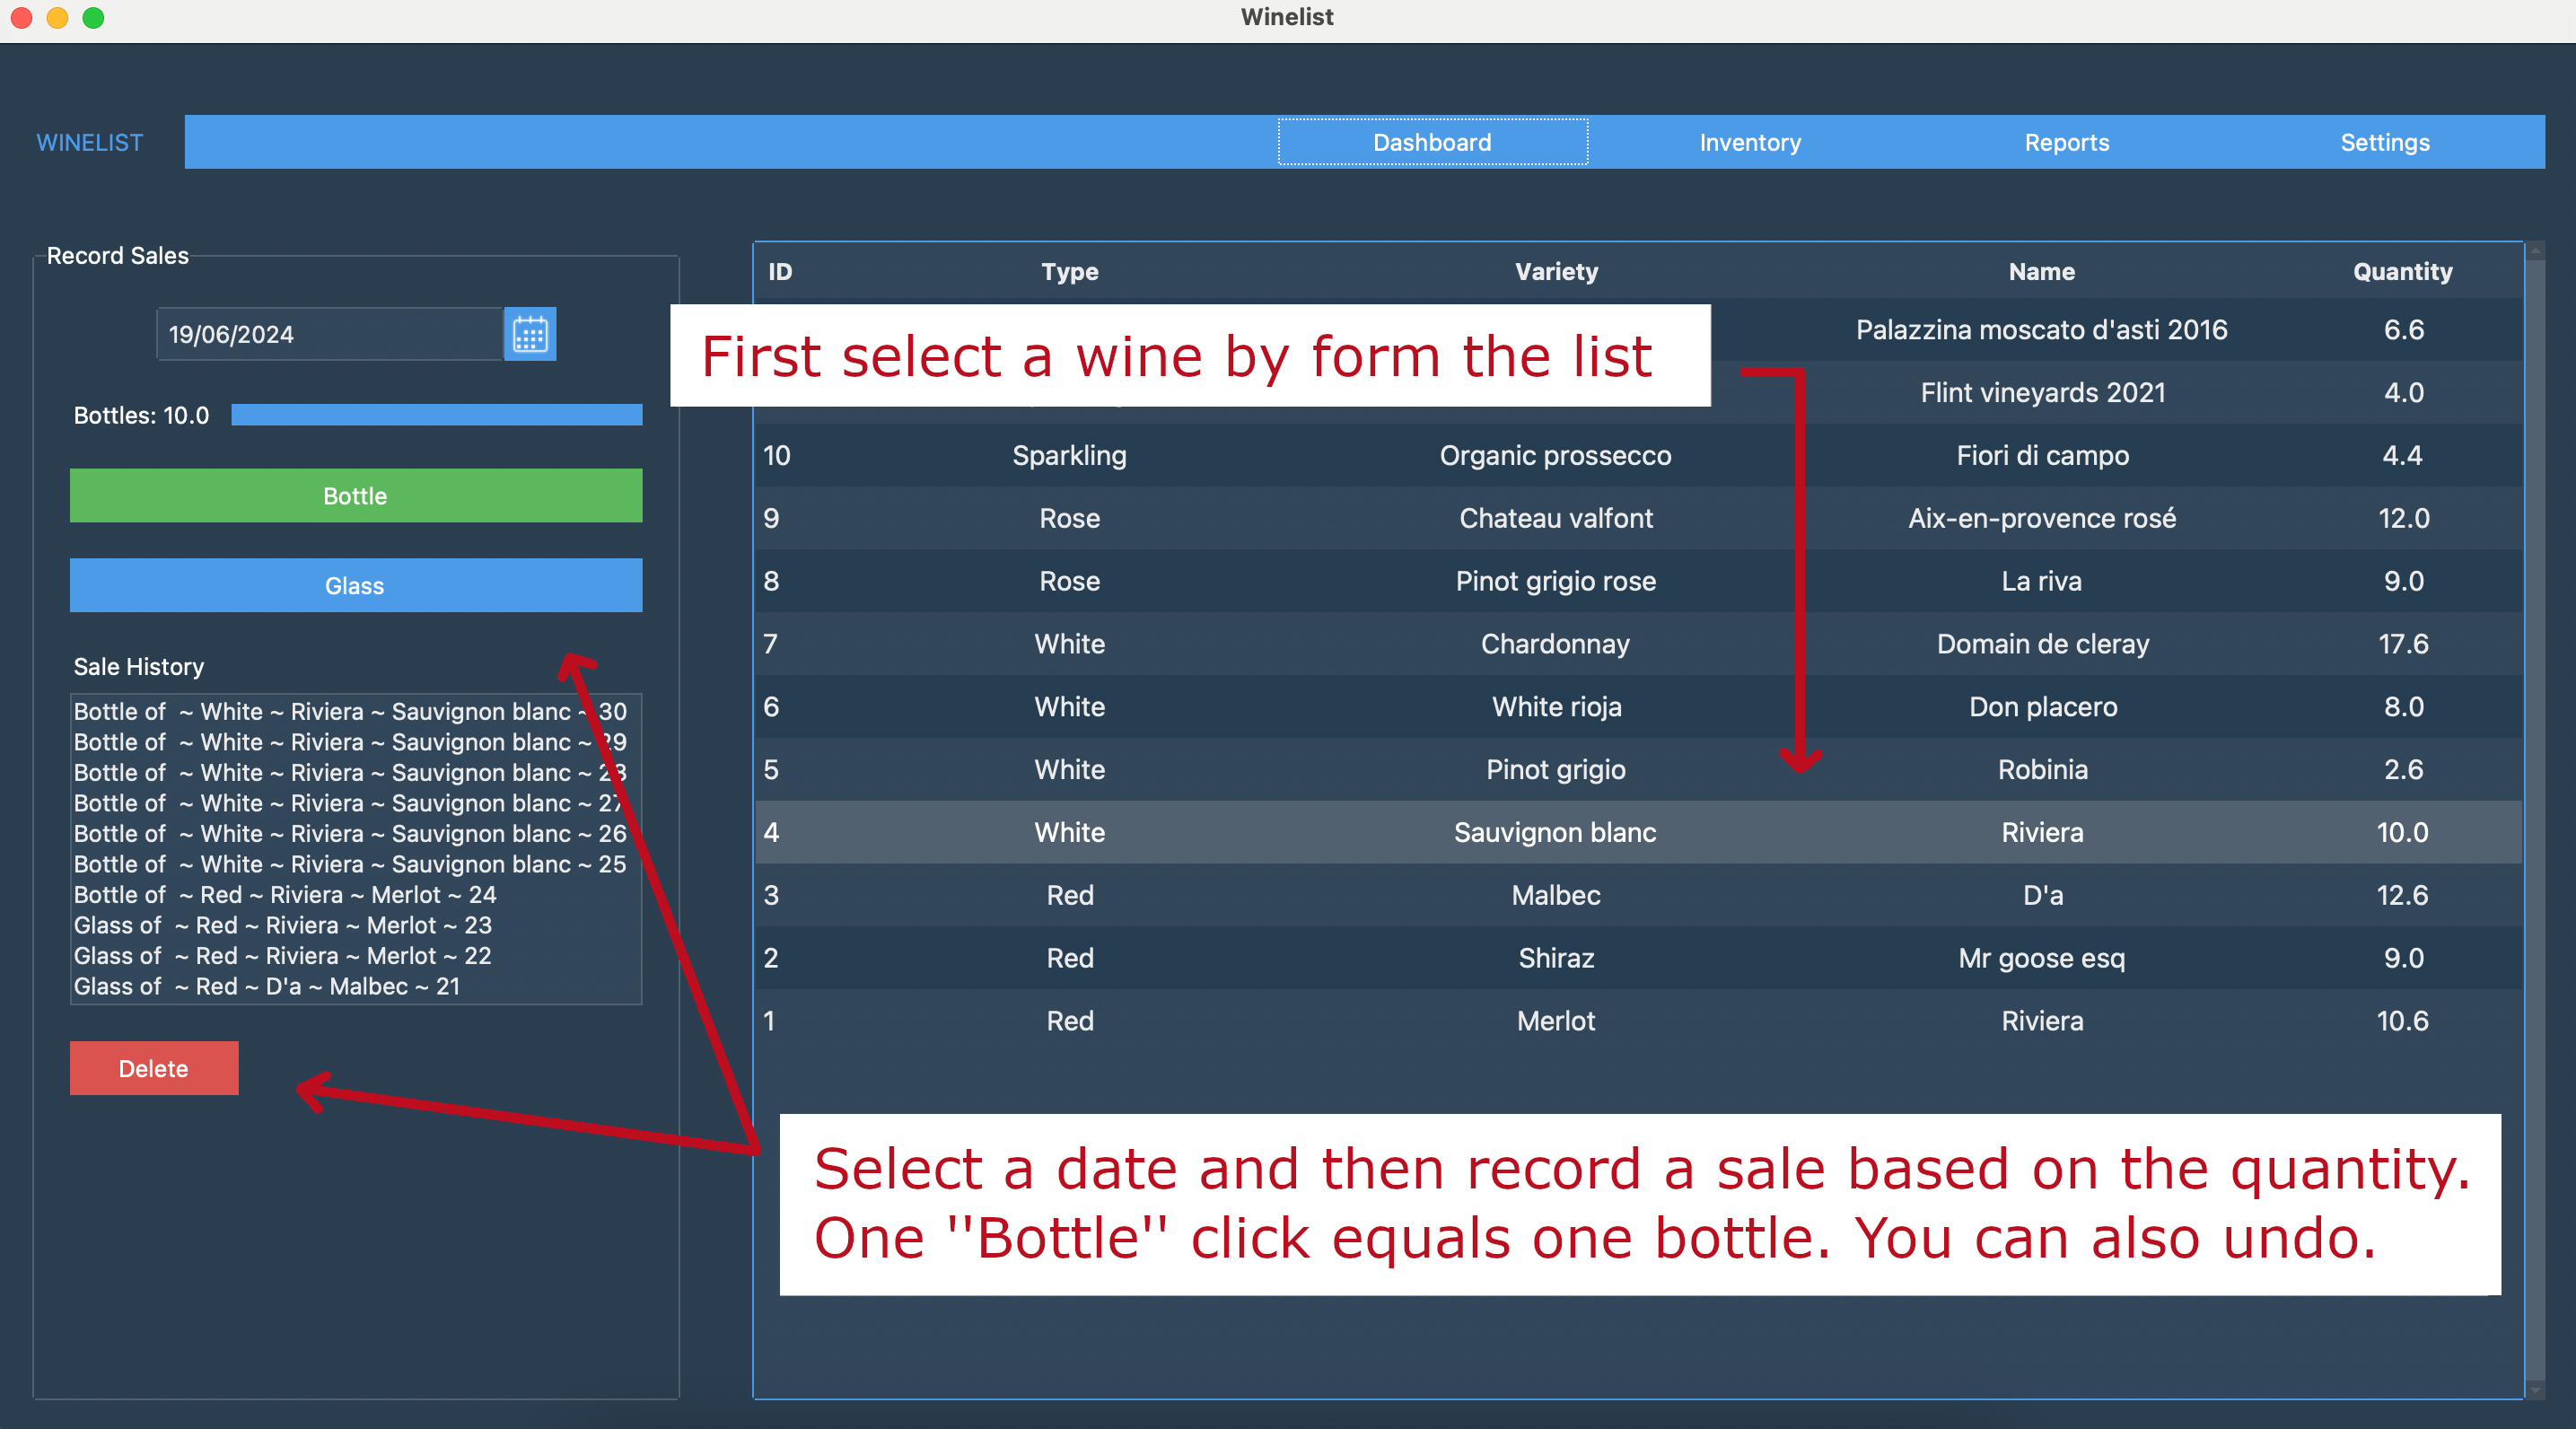 Winelist
WINELIST
Dashboard
Inventory
Reports
Settings
Record Sales
19/06/2024
Bottles: 10.0
Bottle
Glass
Sale History
Bottle of ~ White ~ Riviera ~ Sauvignon blanc ~ 30
Bottle of ~ White ~ Riviera ~ Sauvignon blanc ~ 29
Bottle of ~ White ~ Riviera ~ Sauvignon blanc ~ 28
Bottle of ~ White ~ Riviera ~ Sauvignon blanc ~ 27
Bottle of ~ White ~ Riviera ~ Sauvignon blanc ~ 26
Bottle of ~ White ~ Riviera ~ Sauvignon blanc ~ 25
Bottle of ~ Red ~ Riviera ~ Merlot ~ 24
Glass of ~ Red ~ Riviera ~ Merlot ~ 23
Glass of ~ Red ~ Riviera ~ Merlot ~ 22
Glass of ~ Red ~ D'a ~ Malbec ~ 21
Delete
ID Type Variety Name Quantity
First select a wine by form the list
Palazzina moscato d'asti 2016 6.6
Flint vineyards 2021 4.0
10 Sparkling Organic prossecco Fiori di campo 4.4
9 Rose Chateau valfont Aix-en-provence rosé 12.0
8 Rose Pinot grigio rose La riva 9.0
7 White Chardonnay Domain de cleray 17.6
6 White White rioja Don placero 8.0
5 White Pinot grigio Robinia 2.6
4 White Sauvignon blanc Riviera 10.0
3 Red Malbec D'a 12.6
2 Red Shiraz Mr goose esq 9.0
1 Red Merlot Riviera 10.6
Select a date and then record a sale based on the quantity.
One "Bottle" click equals one bottle. You can also undo.